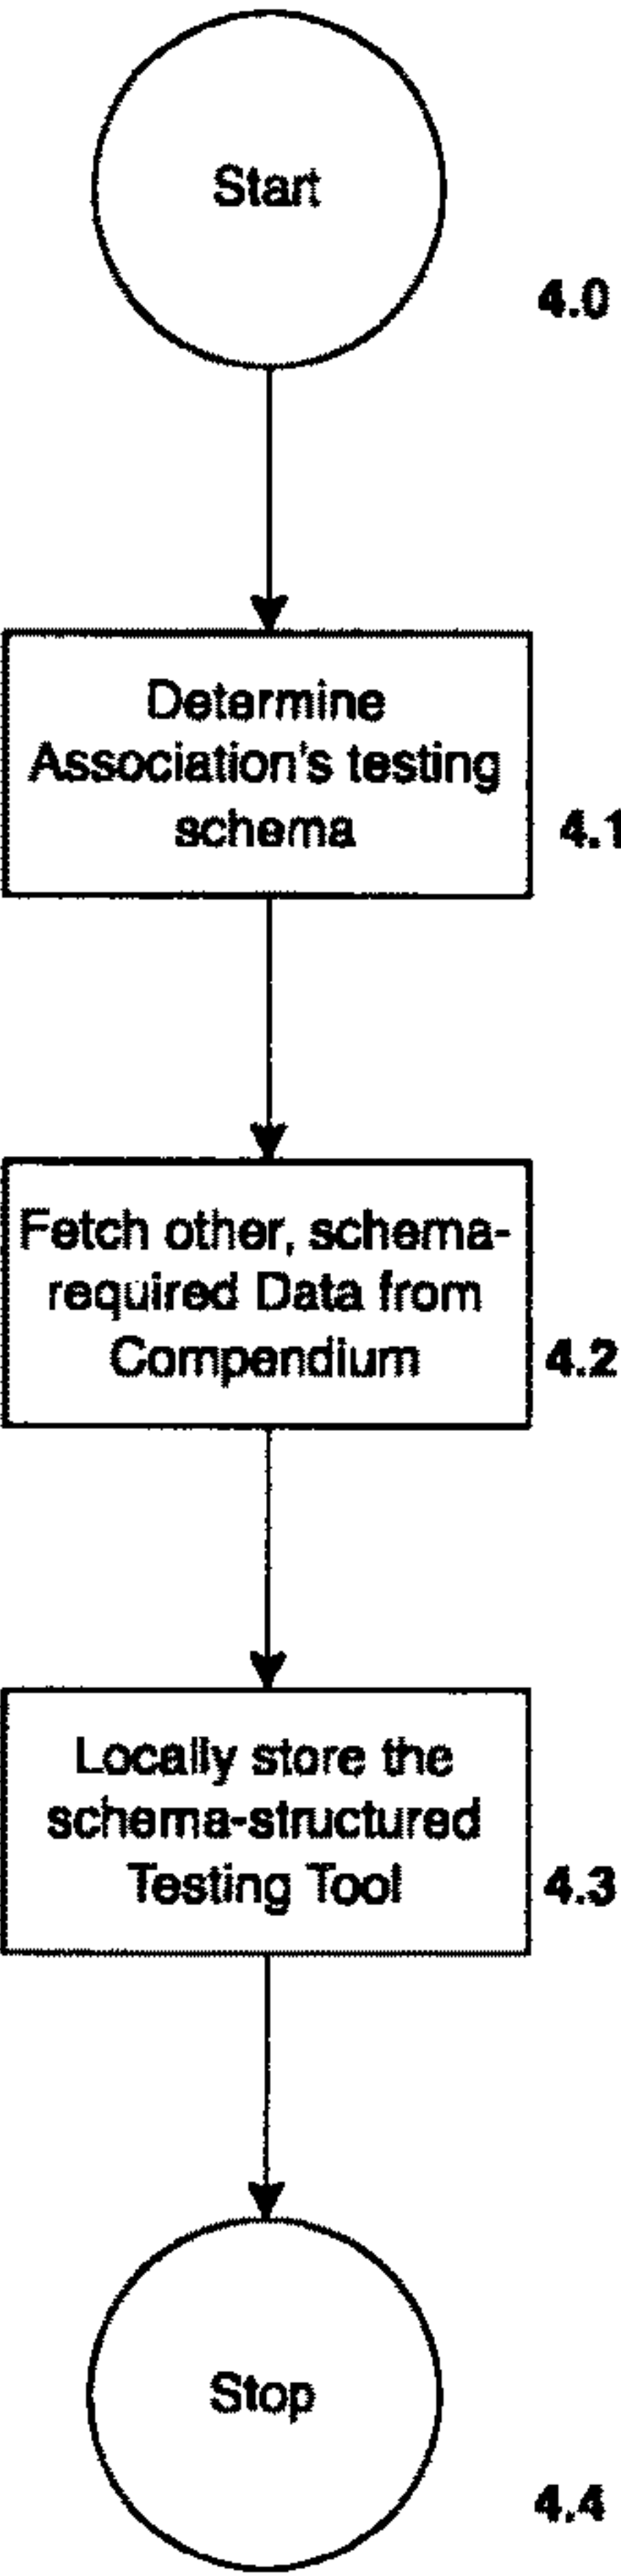 Start
4.0
Determine
Association's testing
schema
4.1
Fetch other, schema-
required Data from
Compendium
4.2
Locally store the
schema-structured
Testing Tool
4.3
Stop
4.4